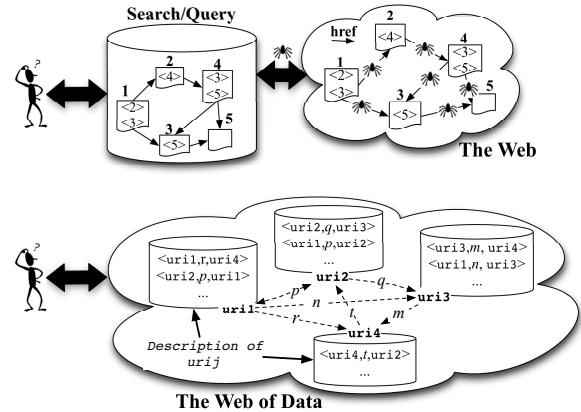 Search/Query
?
1
<2>
<3>
2
<4>
4
<3>
<5>
3
<5>
5
href
1
<2>
<3>
2
<4>
4
<3>
<5>
3
<5>
5
The Web
?
<uri1,r,uri4>
<uri2,p,uri1>
...
uri1
<uri2,q,uri3>
<uri1,p,uri2>
...
uri2
<uri3,m, uri4>
<uri1,n, uri3>
...
uri3
p
q
n
r
t
m
uri4
<uri4,t,uri2>
...
Description of
urij
The Web of Data